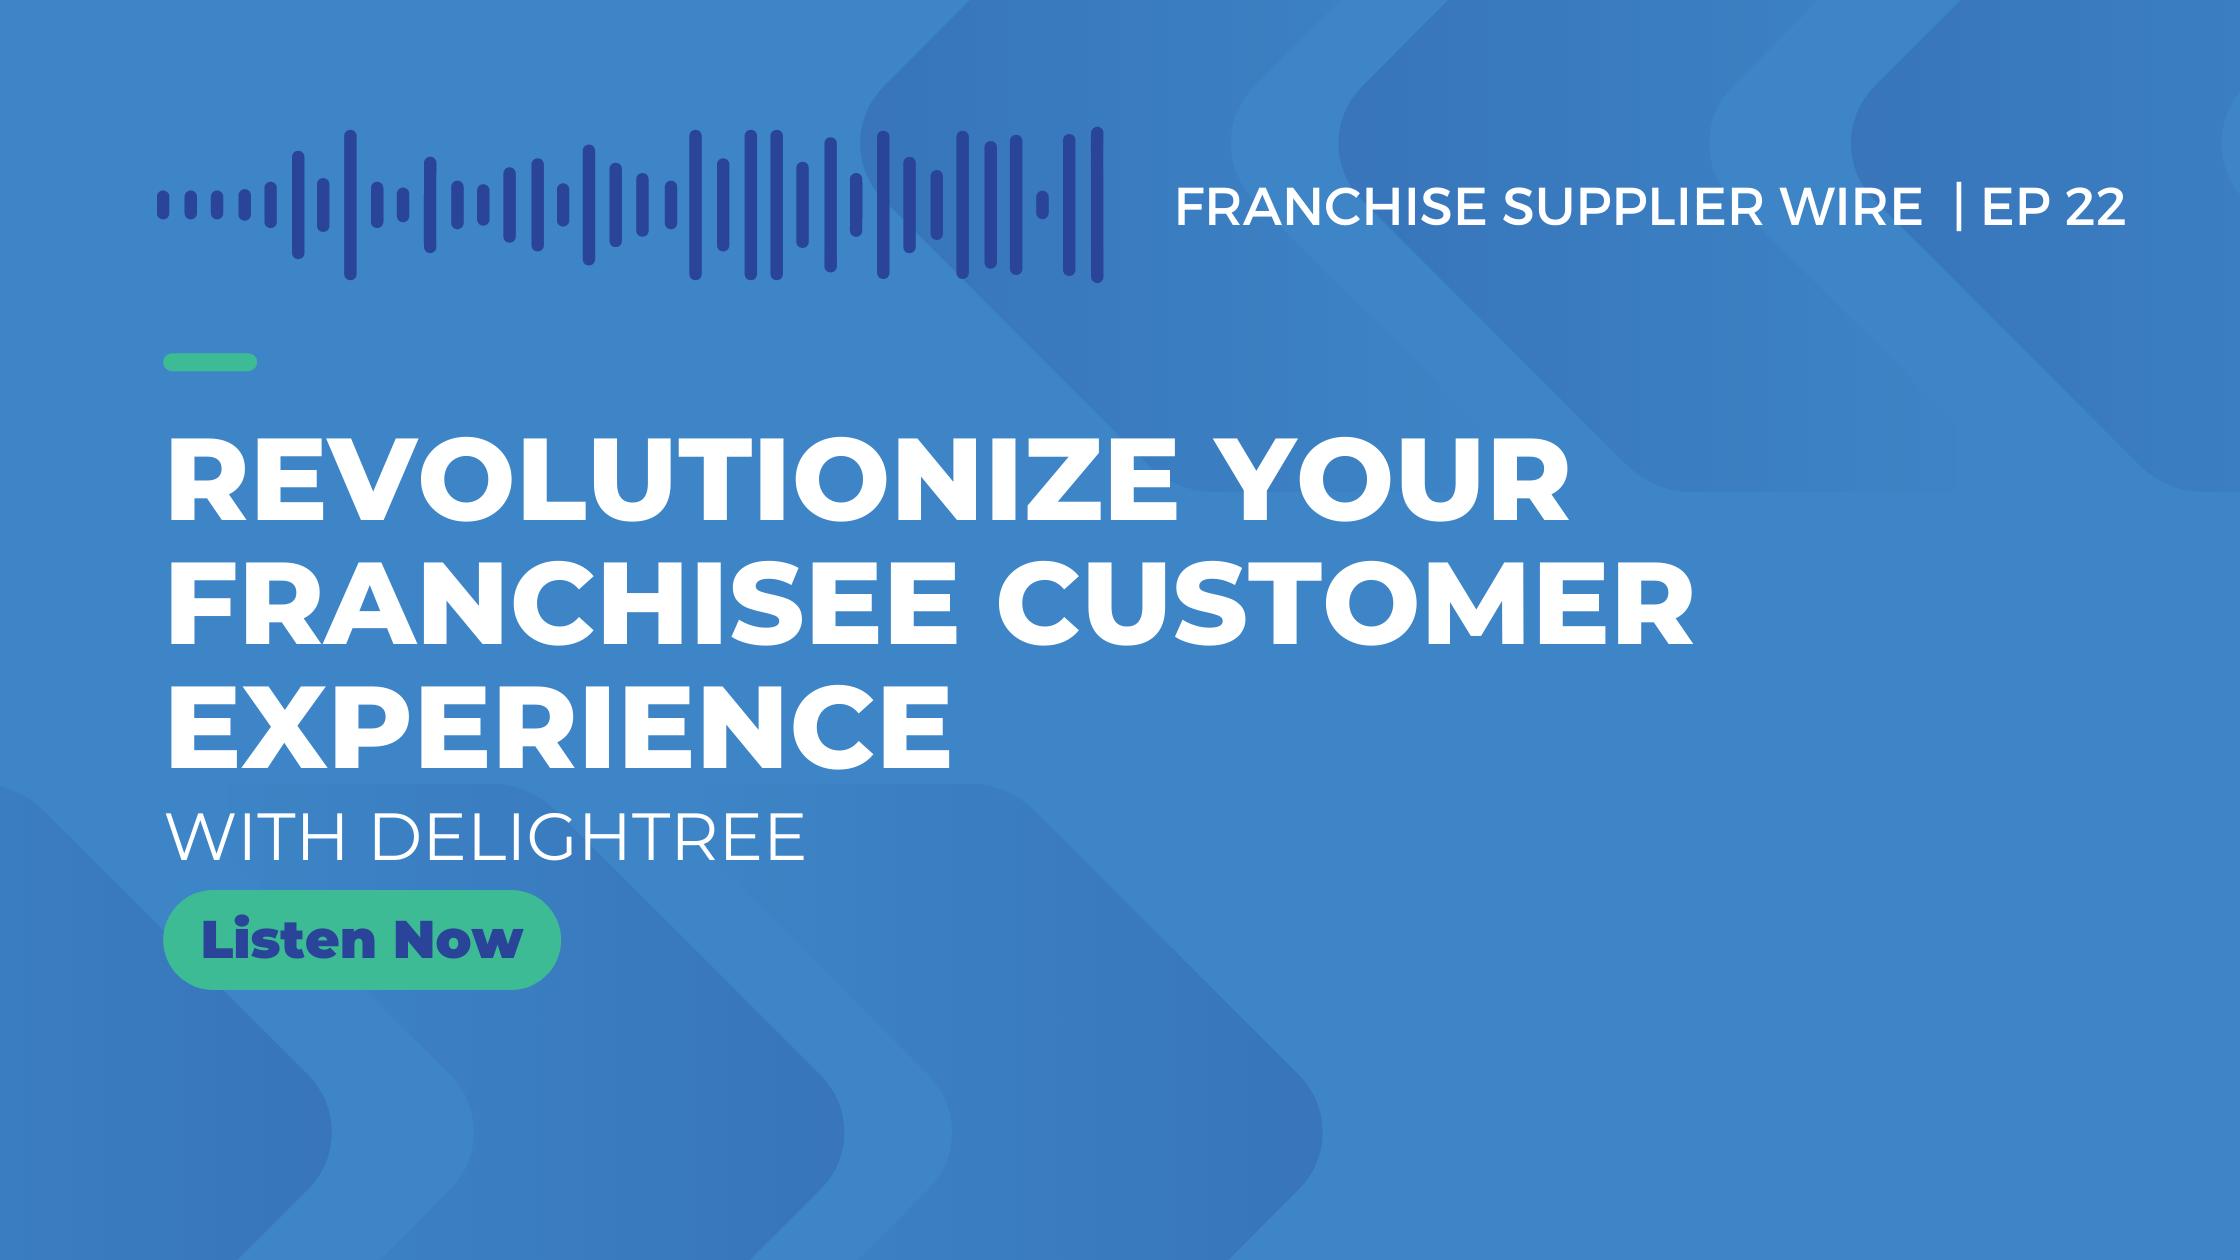 FRANCHISE SUPPLIER WIRE | EP 22
REVOLUTIONIZE YOUR
FRANCHISEE CUSTOMER
EXPERIENCE
WITH DELIGHTREE
Listen Now